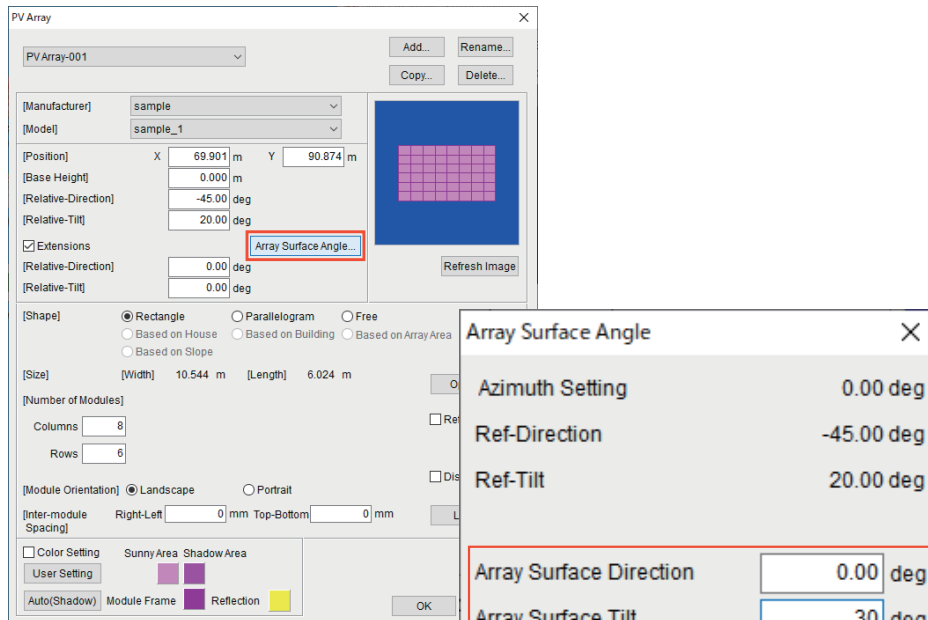 PV Array
PV Array-001
Add...
Rename...
Copy...
Delete...
[Manufacturer] sample
[Model] sample_1
[Position] X 69.901 m Y 90.874 m
[Base Height] 0.000 m
[Relative-Direction] -45.00 deg
[Relative-Tilt] 20.00 deg
Extensions Array Surface Angle...
[Relative-Direction] 0.00 deg
[Relative-Tilt] 0.00 deg
Refresh Image
[Shape] Rectangle Parallelogram Free
Based on House Based on Building Based on Array Area
Based on Slope
[Size] [Width] 10.544 m [Length] 6.024 m
[Number of Modules]
Columns 8
Rows 6
[Module Orientation] Landscape Portrait
[Inter-module Spacing] Right-Left 0 mm Top-Bottom 0 mm
Color Setting Sunny Area Shadow Area
User Setting
Auto(Shadow) Module Frame Reflection
OK
Array Surface Angle
Azimuth Setting 0.00 deg
Ref-Direction -45.00 deg
Ref-Tilt 20.00 deg
Array Surface Direction 0.00 deg
Array Surface Tilt 30 deg